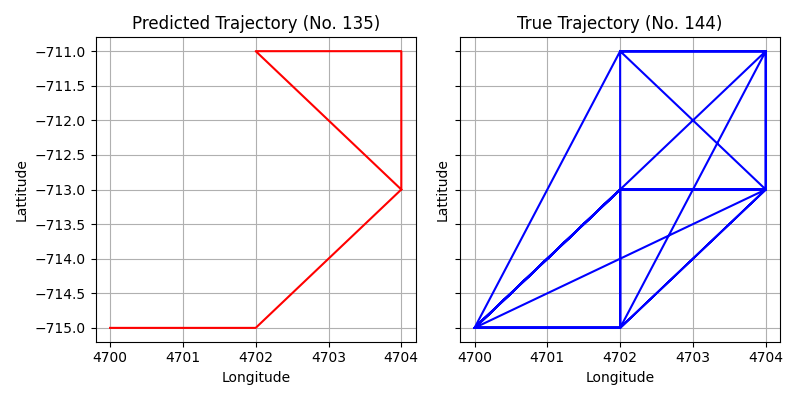 Predicted Trajectory (No. 135)
True Trajectory (No. 144)
−711.0
−711.5
−712.0
−712.5
−713.0
−713.5
−714.0
−714.5
−715.0
Lattitude
Lattitude
4700 4701 4702 4703 4704
4700 4701 4702 4703 4704
Longitude
Longitude